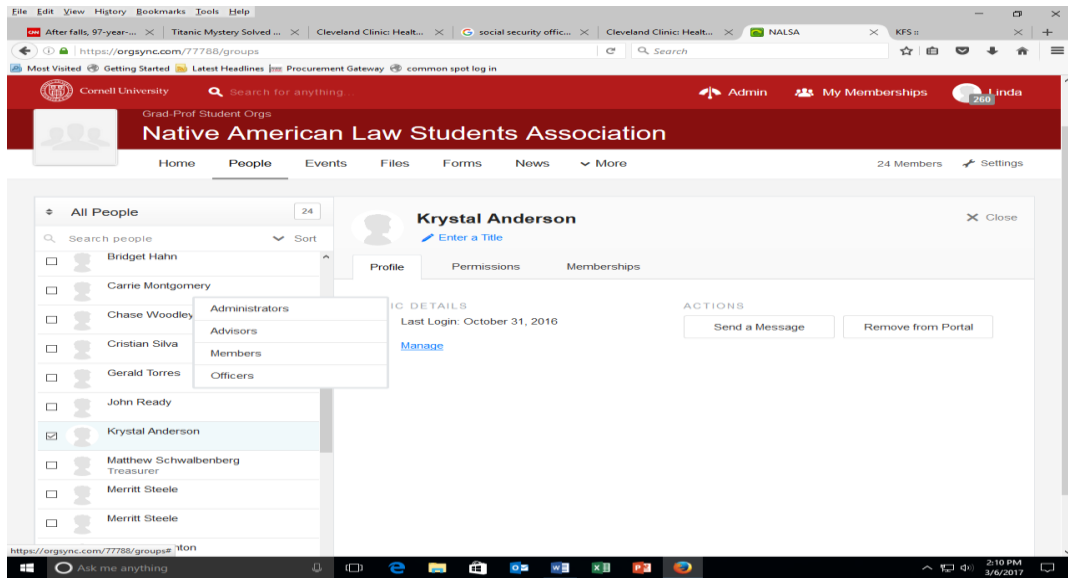 File Edit View History Bookmarks Tools Help
After falls, 97-year-... Titanic Mystery Solved ... Cleveland Clinic: Healt... social security offic... Cleveland Clinic: Healt... NALSA KFS ::
https://orgsync.com/77788/groups Search
Most Visited Getting Started Latest Headlines Procurement Gateway common spot log in
Cornell University Search for anything... Admin My Memberships 260 Linda
Grad-Prof Student Orgs
Native American Law Students Association
Home People Events Files Forms News More 24 Members Settings
All People 24
Search people Sort
Krystal Anderson Close
Enter a Title
Profile Permissions Memberships
Bridget Hahn
Carrie Montgomery
Chase Woodley
Cristian Silva
Gerald Torres
John Ready
Krystal Anderson
Matthew Schwalbenberg
Treasurer
Merritt Steele
Merritt Steele
nton
Administrators
Advisors
Members
Officers
IC DETAILS
Last Login: October 31, 2016
Manage
ACTIONS
Send a Message Remove from Portal
https://orgsync.com/77788/groups#
Ask me anything
2:10 PM
3/6/2017